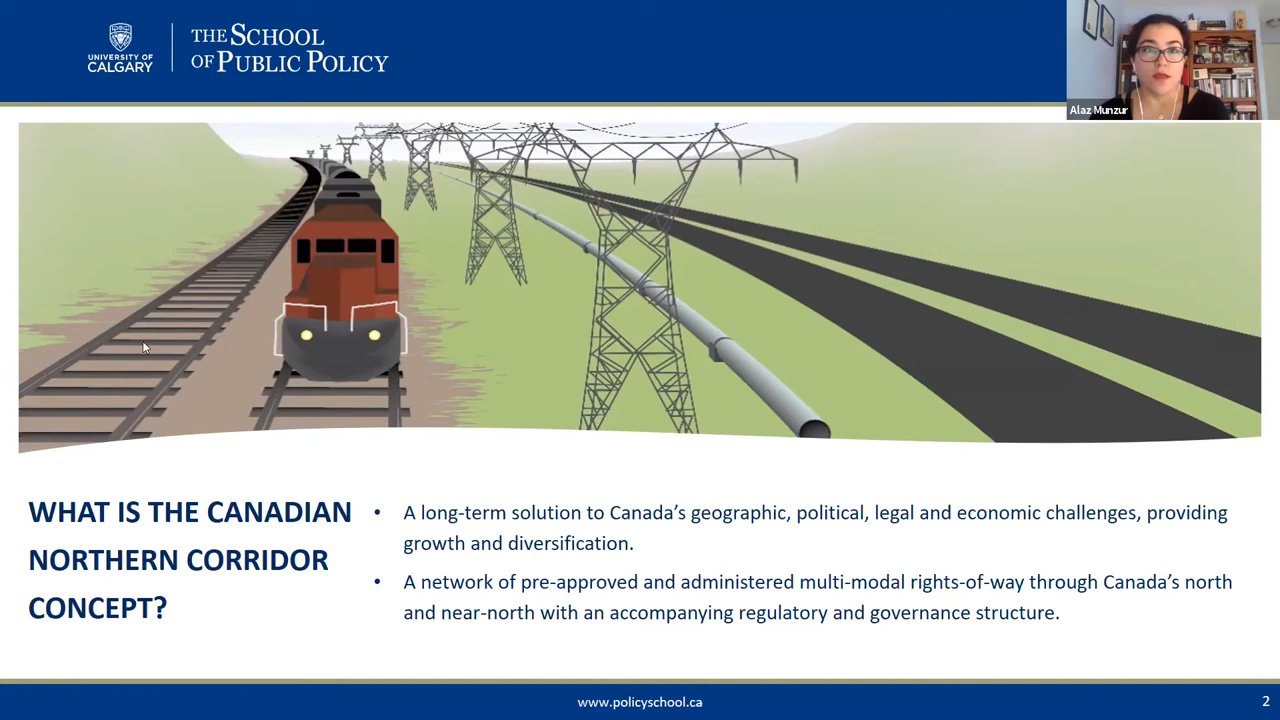 UNIVERSITY OF
CALGARY
THE SCHOOL
OF PUBLIC POLICY
Alaz Munzur
WHAT IS THE CANADIAN
NORTHERN CORRIDOR
CONCEPT?
• A long-term solution to Canada's geographic, political, legal and economic challenges, providing
growth and diversification.
• A network of pre-approved and administered multi-modal rights-of-way through Canada's north
and near-north with an accompanying regulatory and governance structure.
www.policyschool.ca
2